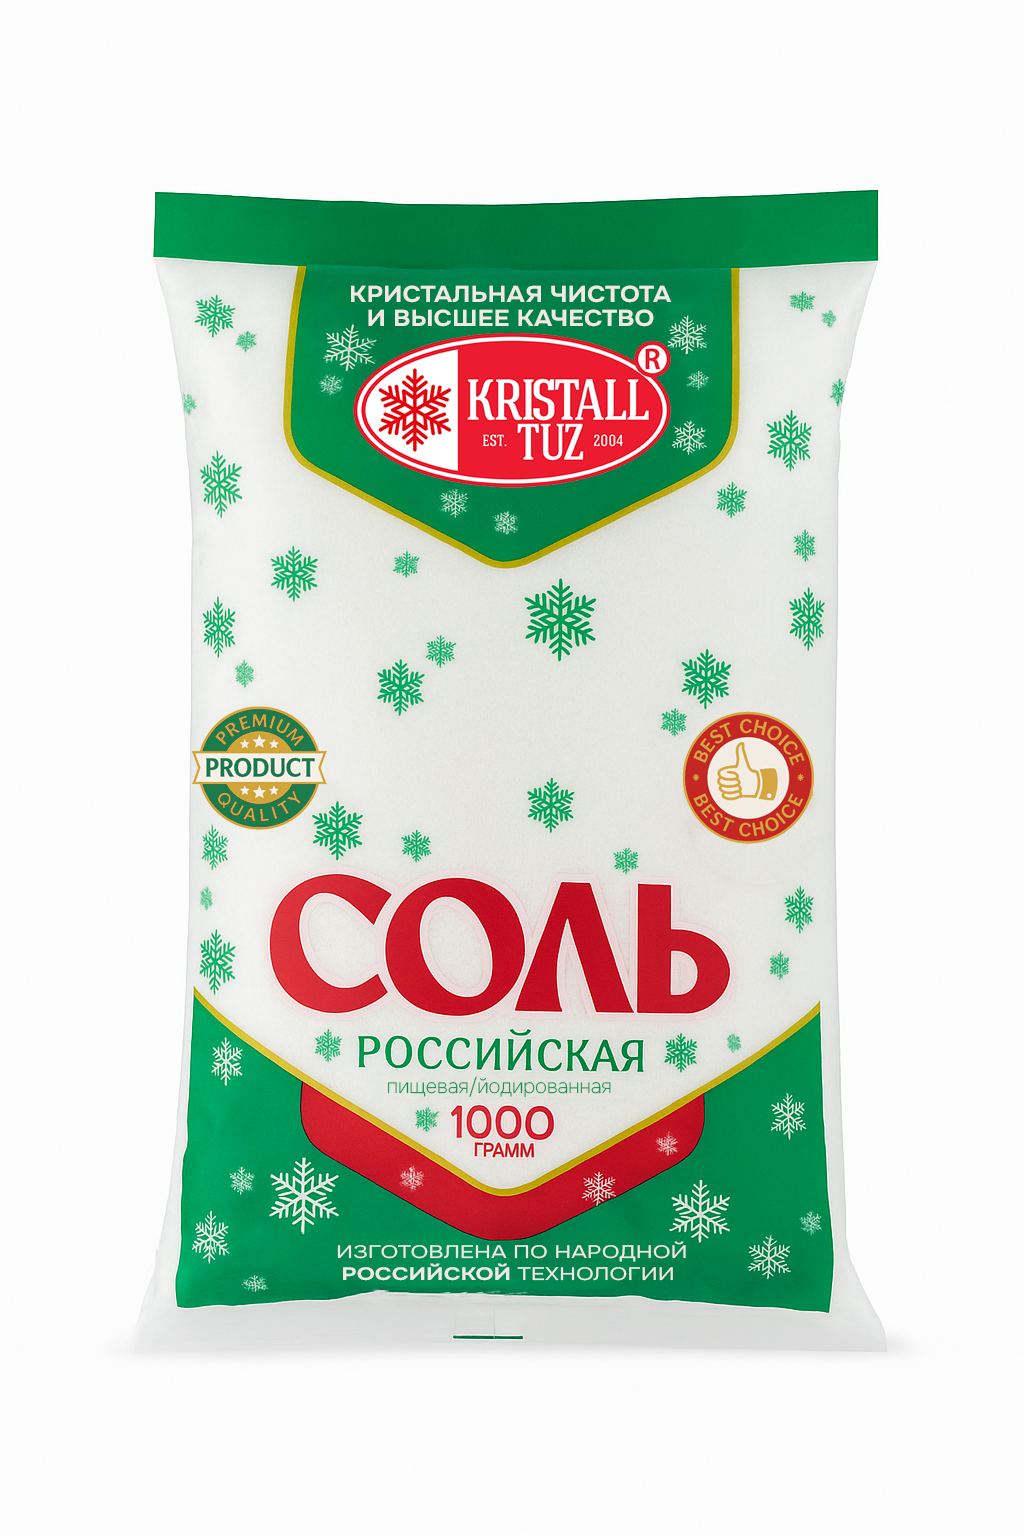 КРИСТАЛЬНАЯ ЧИСТОТА
И ВЫСШЕЕ КАЧЕСТВО
KRISTALL ®
EST. TUZ 2004
PREMIUM
PRODUCT
QUALITY
BEST CHOICE
BEST CHOICE
СОЛЬ
РОССИЙСКАЯ
пищевая/йодированная
1000
ГРАММ
ИЗГОТОВЛЕНА ПО НАРОДНОЙ
РОССИЙСКОЙ ТЕХНОЛОГИИ